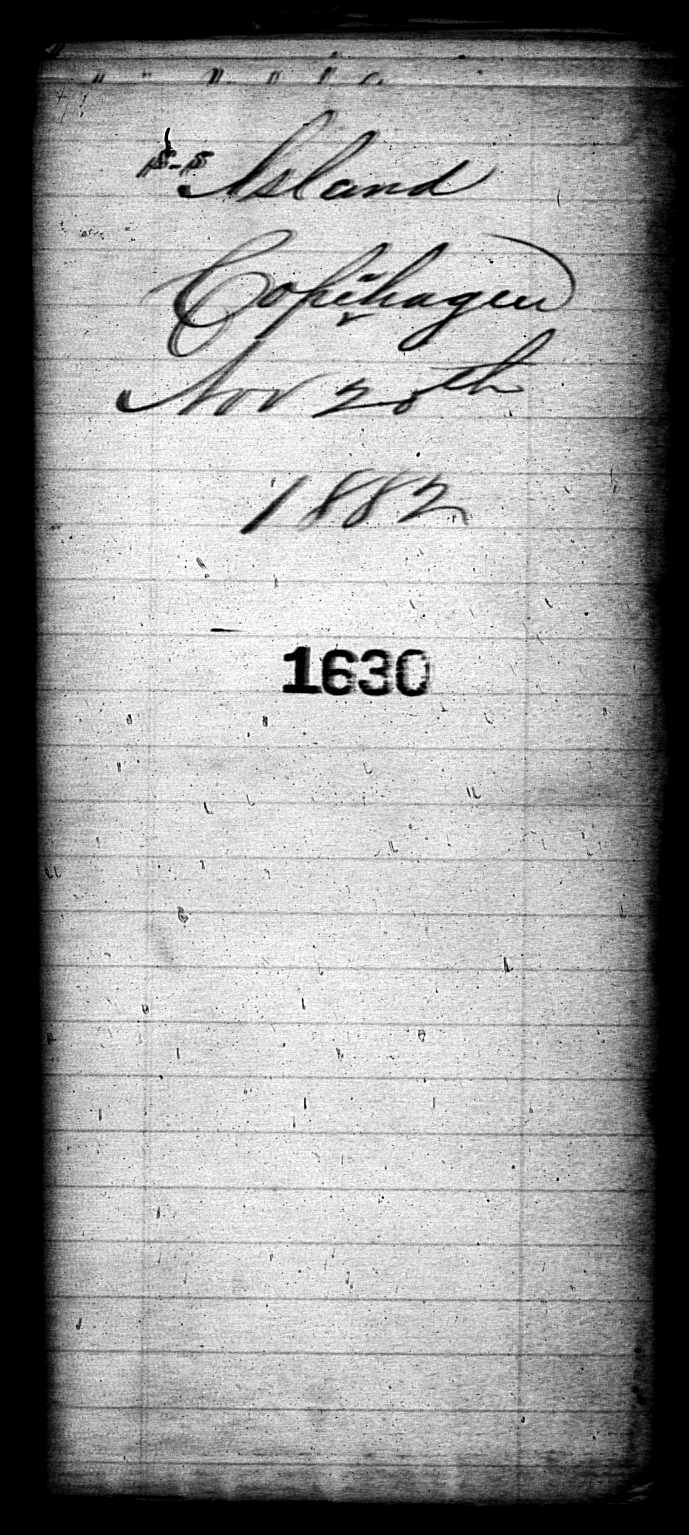 S.S. Island
Copenhagen
Nov 20th
1882
1630